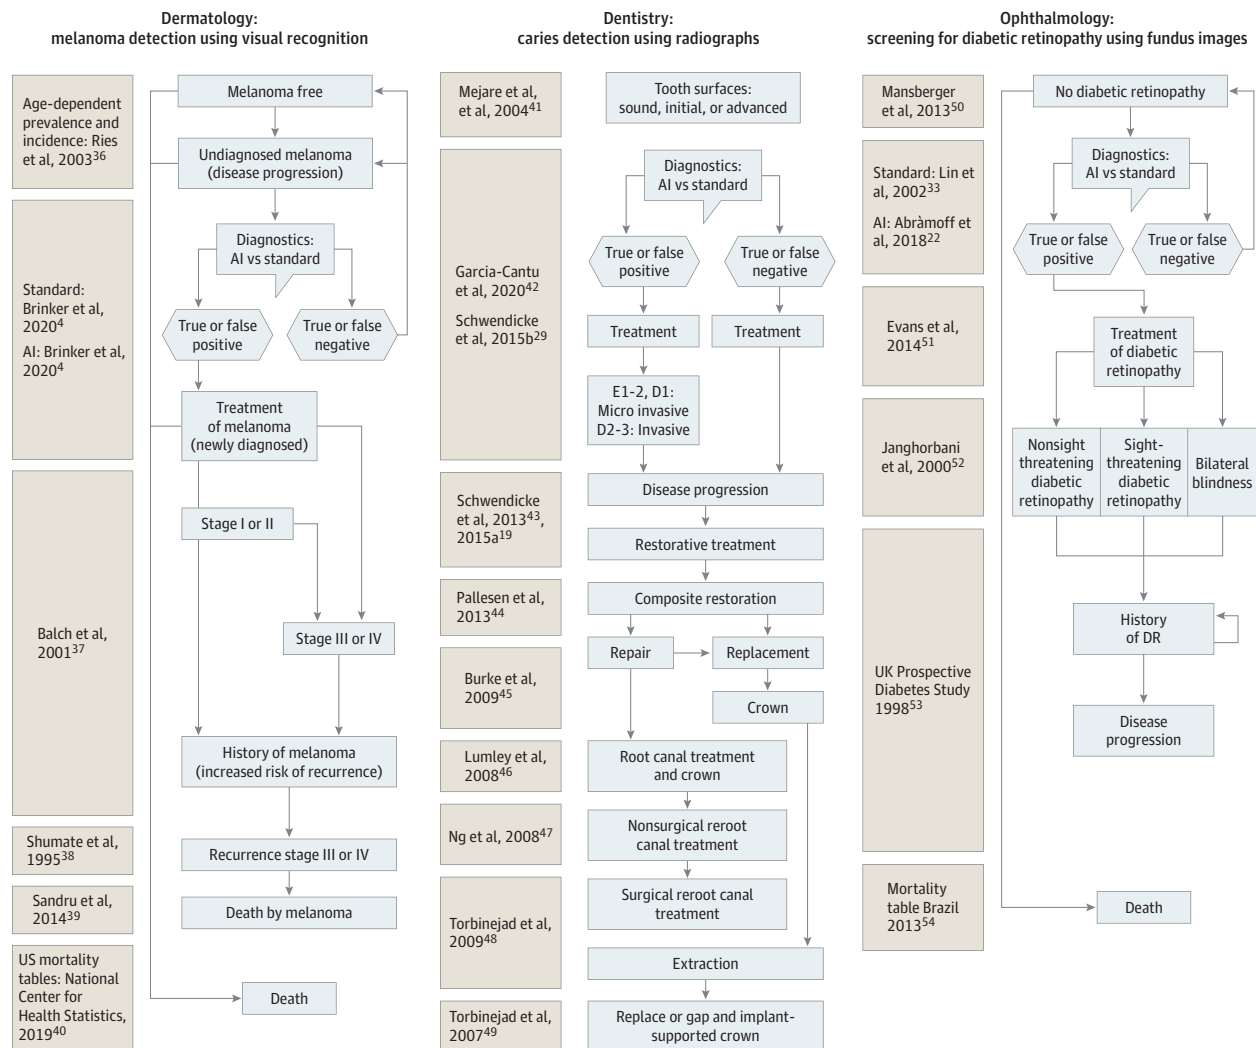 Dermatology:
melanoma detection using visual recognition
Age-dependent
prevalence and
incidence: Ries
et al, 2003³⁶
Standard:
Brinker et al,
2020⁴
AI: Brinker et al,
2020⁴
Balch et al,
2001³⁷
Shumate et al,
1995³⁸
Sandru et al,
2014³⁹
US mortality
tables: National
Center for
Health Statistics,
2019⁴⁰
Melanoma free
Undiagnosed melanoma
(disease progression)
Diagnostics:
AI vs standard
True or false
positive
True or false
negative
Treatment
of melanoma
(newly diagnosed)
Stage I or II
Stage III or IV
History of melanoma
(increased risk of recurrence)
Recurrence stage III or IV
Death by melanoma
Death
Dentistry:
caries detection using radiographs
Mejare et al,
et al, 2004⁴¹
Garcia-Cantu
et al, 2020⁴²
Schwendicke
et al, 2015b²⁹
Schwendicke
et al, 2013⁴³,
2015a¹⁹
Pallesen et al,
2013⁴⁴
Burke et al,
2009⁴⁵
Lumley et al,
2008⁴⁶
Ng et al, 2008⁴⁷
Torbinejad et al,
2009⁴⁸
Torbinejad et al,
2007⁴⁹
Tooth surfaces:
sound, initial, or advanced
Diagnostics:
AI vs standard
True or false
positive
True or false
negative
Treatment
Treatment
E1-2, D1:
Micro invasive
D2-3: Invasive
Disease progression
Restorative treatment
Composite restoration
Repair
Replacement
Crown
Root canal treatment
and crown
Nonsurgical reroot
canal treatment
Surgical reroot canal
treatment
Extraction
Replace or gap and implant-
supported crown
Ophthalmology:
screening for diabetic retinopathy using fundus images
Mansberger
et al, 2013⁵⁰
Standard: Lin et
al, 2002³³
AI: Abràmoff et
al, 2018²²
Evans et al,
2014⁵¹
Janghorbani
et al, 2000⁵²
UK Prospective
Diabetes Study
1998⁵³
Mortality
table Brazil
2013⁵⁴
No diabetic retinopathy
Diagnostics:
AI vs standard
True or false
positive
True or false
negative
Treatment
of diabetic
retinopathy
Nonsight
threatening
diabetic
retinopathy
Sight-
threatening
diabetic
retinopathy
Bilateral
blindness
History
of DR
Disease
progression
Death